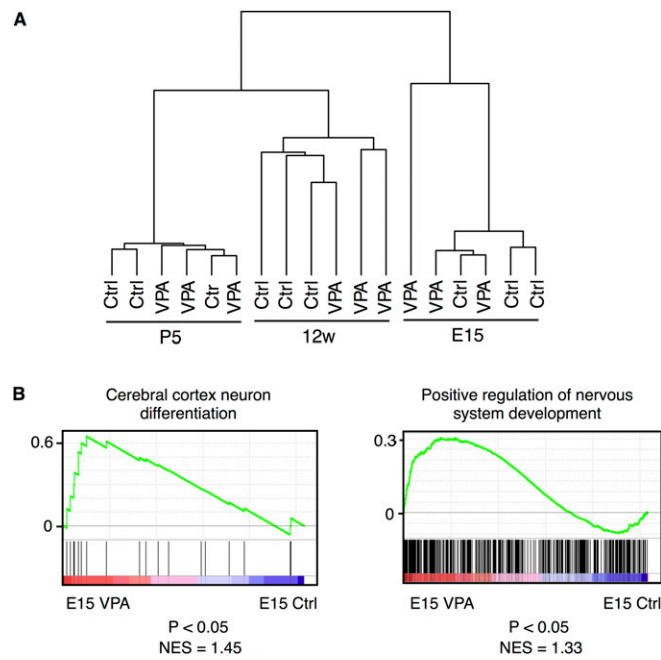 A
Ctrl Ctrl VPA VPA Ctr VPA Ctrl Ctrl Ctrl VPA VPA VPA VPA VPA Ctrl VPA Ctrl Ctrl
P5 12w E15
B
Cerebral cortex neuron
differentiation
Positive regulation of nervous
system development
0.6
0
0.3
0
E15 VPA E15 Ctrl
E15 VPA E15 Ctrl
P < 0.05
NES = 1.45
P < 0.05
NES = 1.33